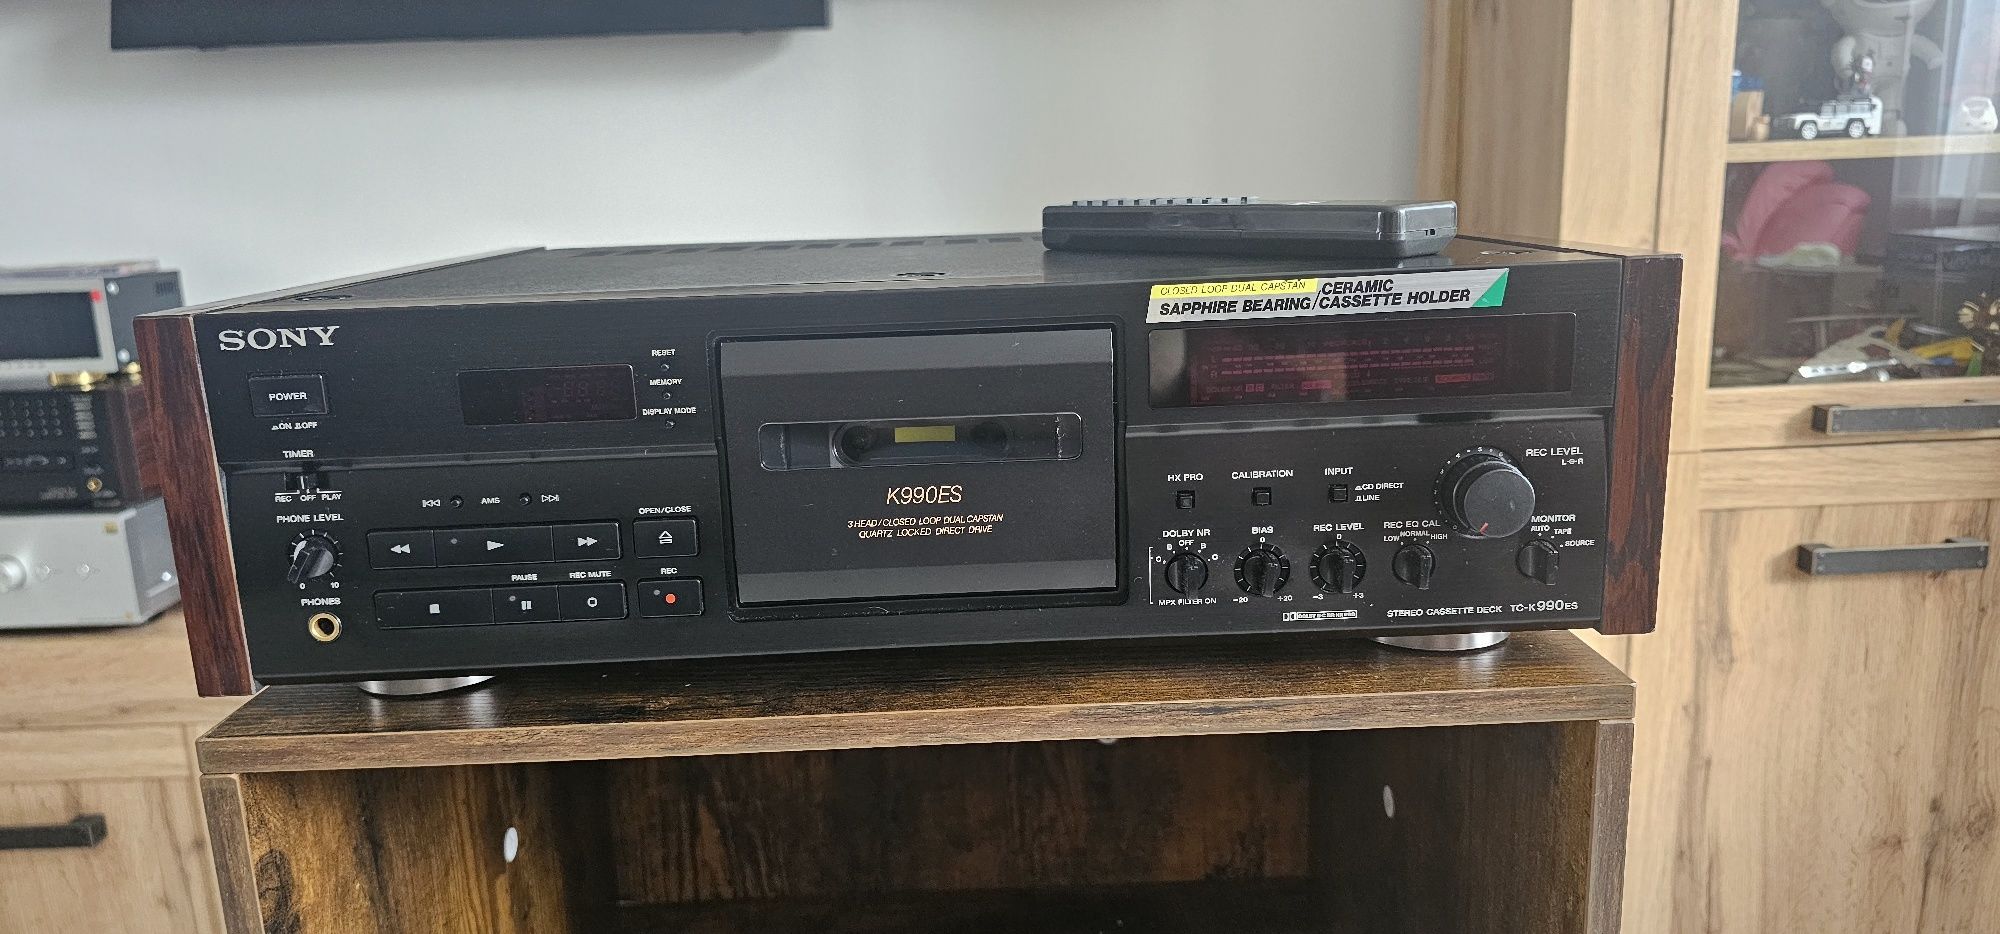 CLOSED LOOP DUAL CAPSTAN / CERAMIC
SAPPHIRE BEARING / CASSETTE HOLDER
SONY
RESET
MEMORY
DISPLAY MODE
POWER
ON OFF
TIMER
REC OFF PLAY
PHONE LEVEL
0 10
PHONES
AMS
OPEN/CLOSE
PAUSE
REC MUTE
REC
K990ES
3 HEAD / CLOSED LOOP DUAL CAPSTAN
QUARTZ LOCKED DIRECT DRIVE
HX PRO
CALIBRATION
INPUT
CD DIRECT
LINE
REC LEVEL
L R
DOLBY NR
OFF
B B
C C
MPX FILTER ON
BIAS
0
-20 +20
REC LEVEL
0
-3 +3
REC EQ CAL
LOW NORMAL HIGH
MONITOR
AUTO TAPE
SOURCE
STEREO CASSETTE DECK TC-K990ES